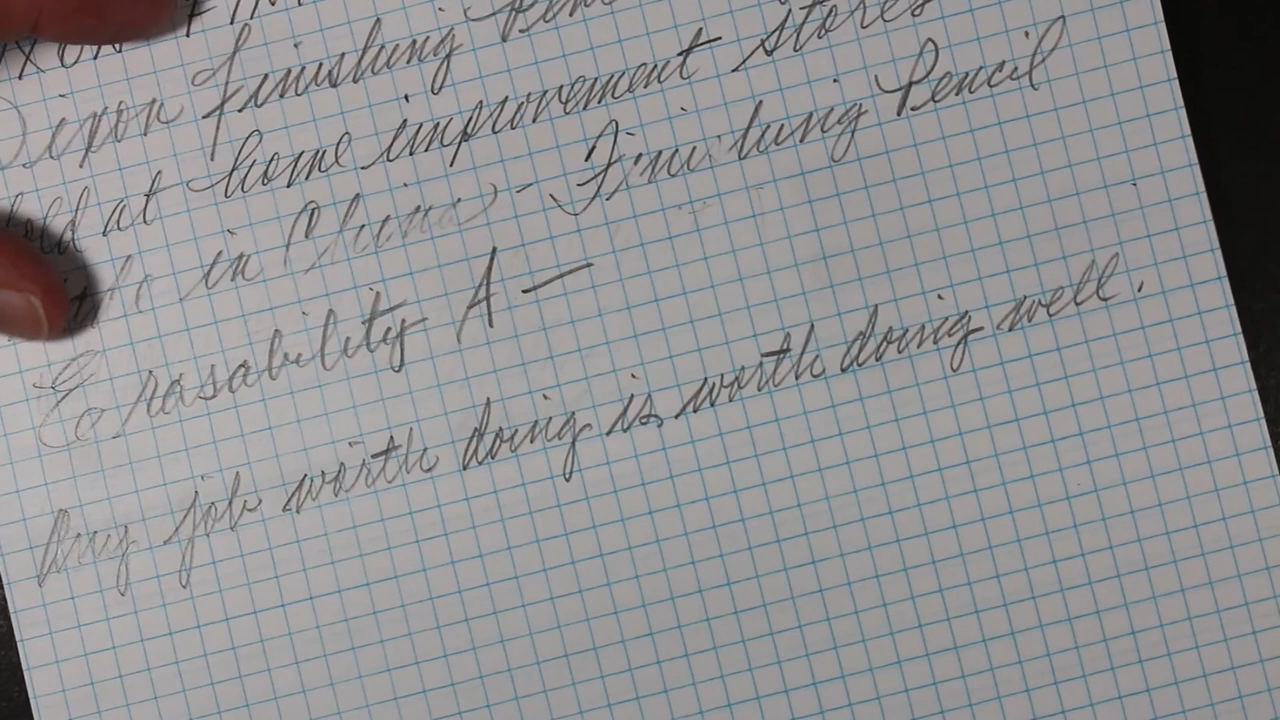 Dixon Finishing
Sold at home improvement stores
in China - Finishing Pencil
Erasability A-
Any job worth doing is worth doing well.